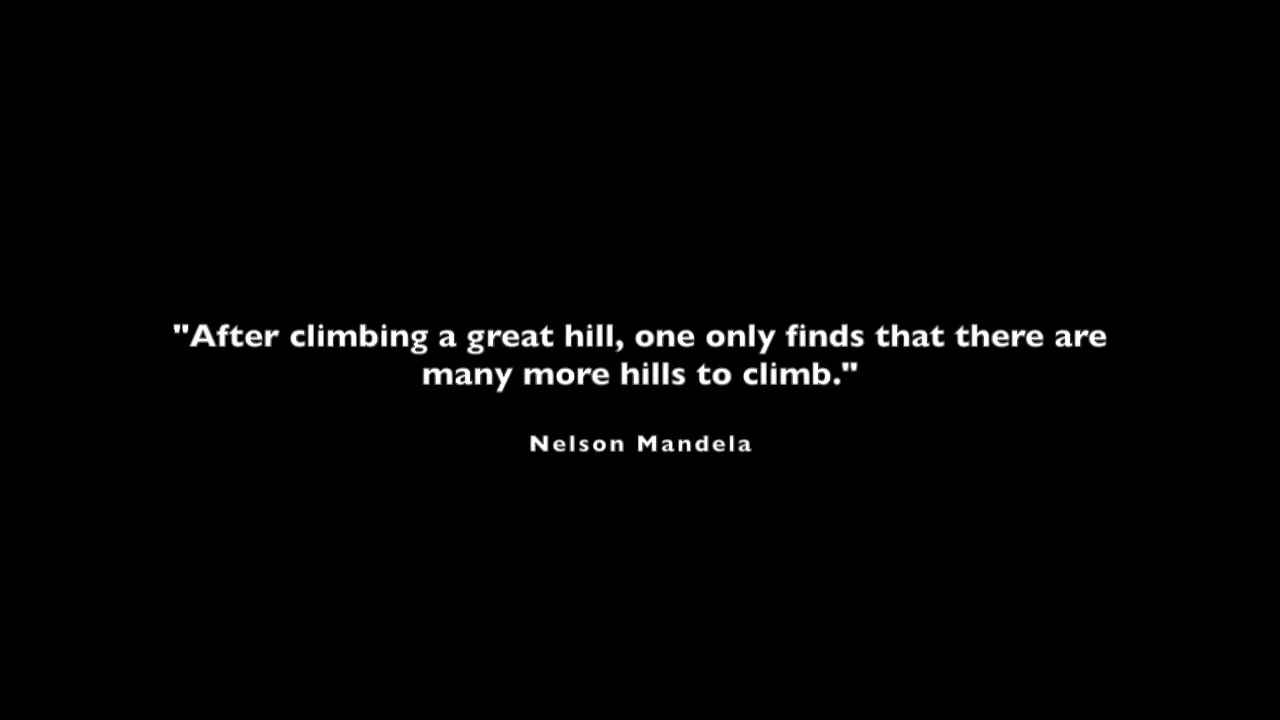 "After climbing a great hill, one only finds that there are
many more hills to climb."
Nelson Mandela